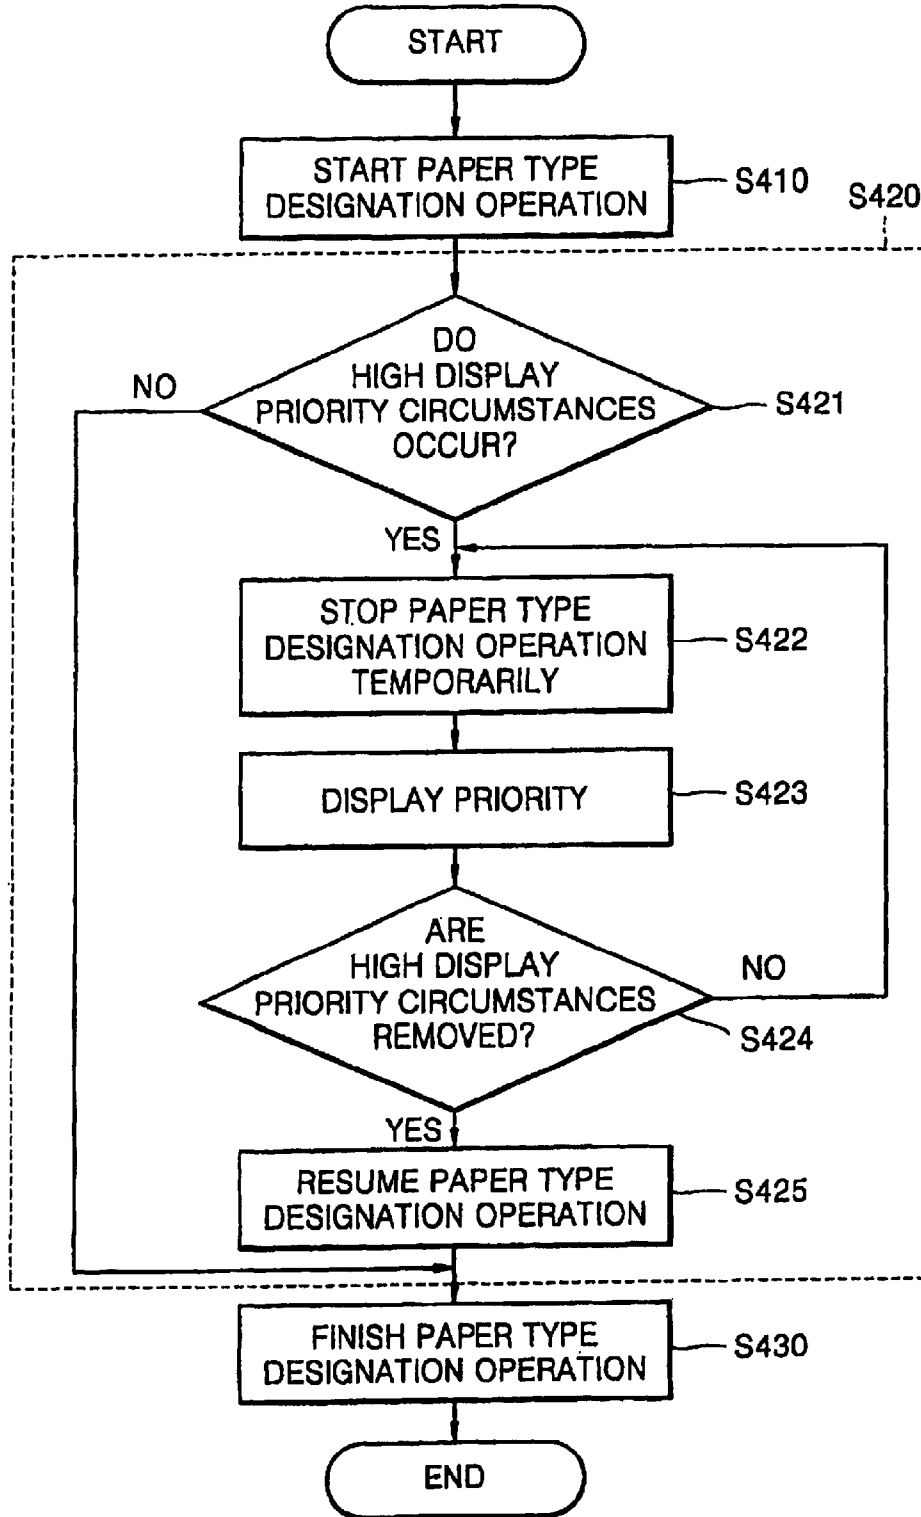 START
START PAPER TYPE
DESIGNATION OPERATION
S410
S420
DO
HIGH DISPLAY
PRIORITY CIRCUMSTANCES
OCCUR?
NO
S421
YES
STOP PAPER TYPE
DESIGNATION OPERATION
TEMPORARILY
S422
DISPLAY PRIORITY
S423
ARE
HIGH DISPLAY
PRIORITY CIRCUMSTANCES
REMOVED?
NO
S424
YES
RESUME PAPER TYPE
DESIGNATION OPERATION
S425
FINISH PAPER TYPE
DESIGNATION OPERATION
S430
END